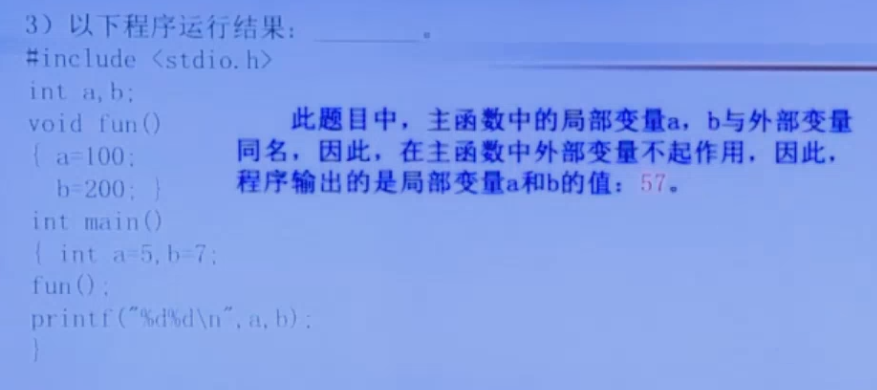 3）以下程序运行结果：________。
#include <stdio.h>
int a,b;
void fun()
{ a=100;
b=200; }
int main()
{ int a=5,b=7;
fun();
printf("%d%d\n",a,b);
}
此题目中，主函数中的局部变量a，b与外部变量
同名，因此，在主函数中外部变量不起作用，因此，
程序输出的是局部变量a和b的值：57。